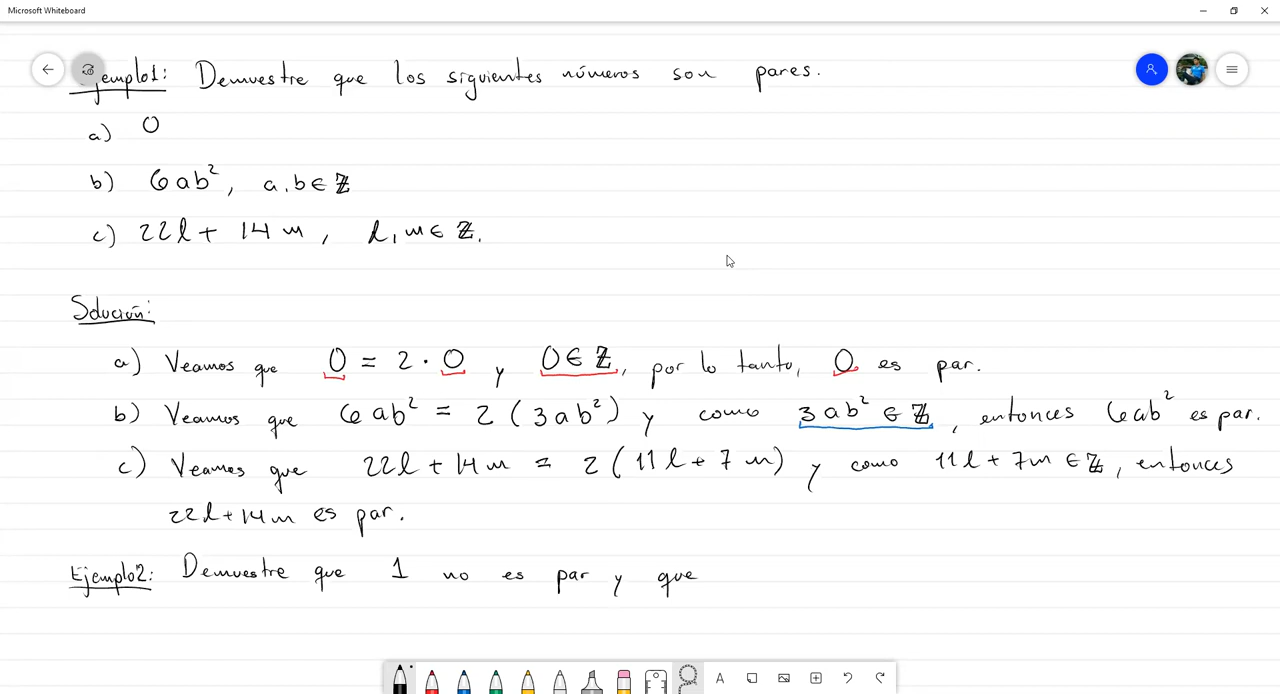 Microsoft Whiteboard
Ejemplo1: Demuestre que los siguientes números son pares.
a) 0
b) 6ab², a,b ∈ ℤ
c) 22l + 14m, l,m ∈ ℤ.
Solución:
a) Veamos que 0 = 2 · 0 y 0 ∈ ℤ, por lo tanto, 0 es par.
b) Veamos que 6ab² = 2(3ab²) y como 3ab² ∈ ℤ, entonces 6ab² es par.
c) Veamos que 22l + 14m = 2(11l + 7m) y como 11l + 7m ∈ ℤ, entonces
22l + 14m es par.
Ejemplo2: Demuestre que 1 no es par y que
A